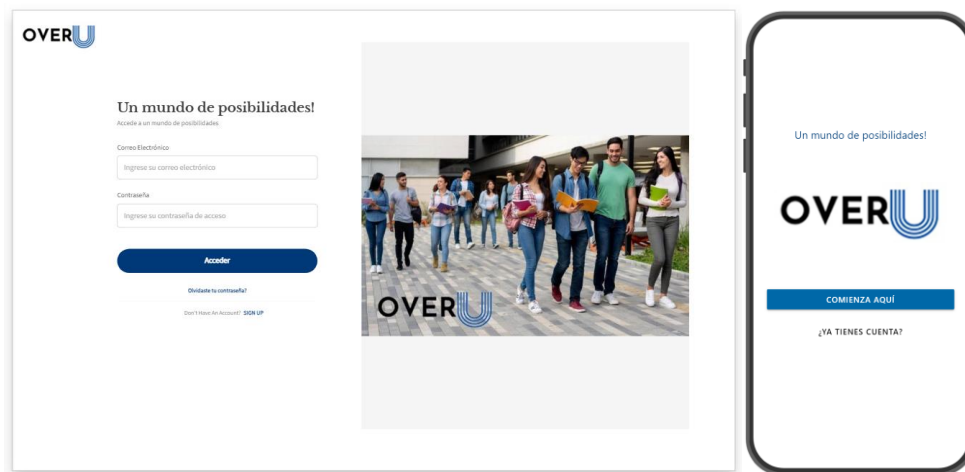 OVERU
Un mundo de posibilidades!
Accede a un mundo de posibilidades.
Correo Electrónico
Ingrese su correo electrónico
Contraseña
Ingrese su contraseña de acceso
Acceder
Olvidaste tu contraseña?
Don't Have An Account? SIGN UP
OVERU
Un mundo de posibilidades!
OVERU
COMIENZA AQUÍ
¿YA TIENES CUENTA?